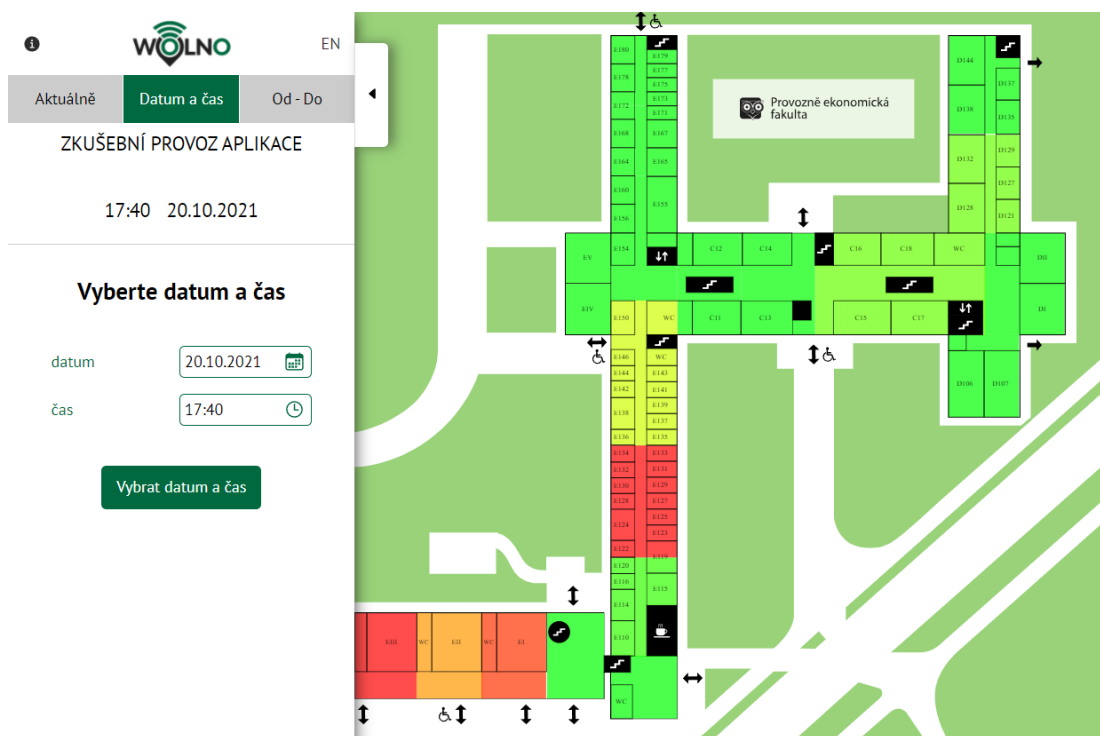 WOLNO
EN
Aktuálně
Datum a čas
Od - Do
ZKUŠEBNÍ PROVOZ APLIKACE
17:40 20.10.2021
Vyberte datum a čas
datum
20.10.2021
čas
17:40
Vybrat datum a čas
Provozně ekonomická
fakulta
E180
E179
E178
E177
E175
E172
E173
E171
E168
E167
E164
E165
E160
E155
E156
E154
EV
EIV
C12
C14
C16
C18
WC
C11
C13
C15
C17
D144
D137
D138
D135
D132
D129
D127
D128
D121
DII
DI
D106
D107
E150
WC
E146
WC
E144
E143
E142
E141
E138
E139
E137
E136
E135
E134
E133
E132
E131
E130
E129
E128
E127
E124
E125
E123
E122
E119
E120
E116
E115
E114
E110
WC
EIII
WC
EII
WC
EI